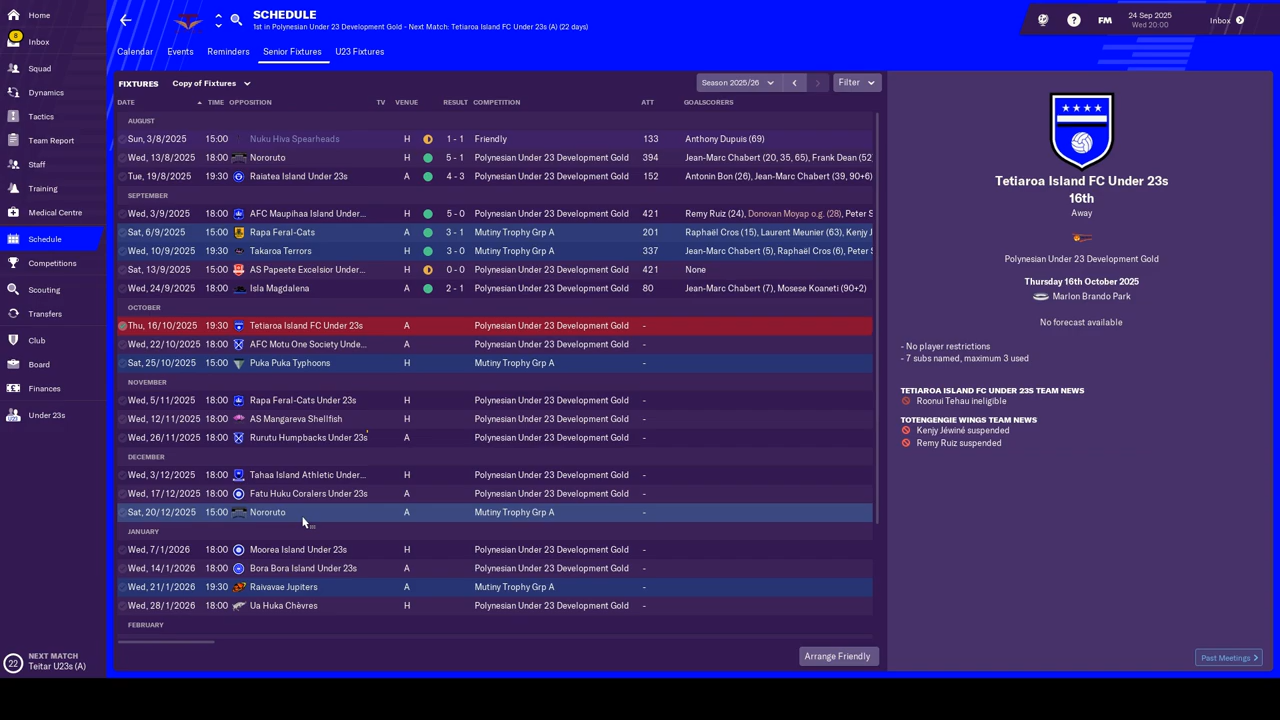 Home
8
Inbox
Squad
Dynamics
Tactics
Team Report
Staff
Training
Medical Centre
Schedule
Competitions
Scouting
Transfers
Club
Board
Finances
Under 23s
22
NEXT MATCH
Teitar U23s (A)
SCHEDULE
1st in Polynesian Under 23 Development Gold - Next Match: Tetiaroa Island FC Under 23s (A) (22 days)
? FM 24 Sep 2025
Wed 20:00
Inbox
Calendar Events Reminders Senior Fixtures U23 Fixtures
FIXTURES Copy of Fixtures Season 2025/26 Filter
DATE TIME OPPOSITION TV VENUE RESULT COMPETITION ATT GOALSCORERS
AUGUST
Sun, 3/8/2025 15:00 Nuku Hiva Spearheads H 1 - 1 Friendly 133 Anthony Dupuis (69)
Wed, 13/8/2025 18:00 Nororuto H 5 - 1 Polynesian Under 23 Development Gold 394 Jean-Marc Chabert (20, 35, 65), Frank Dean (52
Tue, 19/8/2025 19:30 Raiatea Island Under 23s A 4 - 3 Polynesian Under 23 Development Gold 152 Antonin Bon (26), Jean-Marc Chabert (39, 90+6)
SEPTEMBER
Wed, 3/9/2025 18:00 AFC Maupihaa Island Under... H 5 - 0 Polynesian Under 23 Development Gold 421 Remy Ruiz (24), Donovan Moyap o.g. (28), Peter S
Sat, 6/9/2025 15:00 Rapa Feral-Cats A 3 - 1 Mutiny Trophy Grp A 201 Raphaël Cros (15), Laurent Meunier (63), Kenjy J
Wed, 10/9/2025 19:30 Takaroa Terrors H 3 - 0 Mutiny Trophy Grp A 337 Jean-Marc Chabert (5), Raphaël Cros (6), Peter S
Sat, 13/9/2025 15:00 AS Papeete Excelsior Under... H 0 - 0 Polynesian Under 23 Development Gold 421 None
Wed, 24/9/2025 18:00 Isla Magdalena A 2 - 1 Polynesian Under 23 Development Gold 80 Jean-Marc Chabert (7), Mosese Koaneti (90+2)
OCTOBER
Thu, 16/10/2025 19:30 Tetiaroa Island FC Under 23s A Polynesian Under 23 Development Gold -
Wed, 22/10/2025 18:00 AFC Motu One Society Unde... A Polynesian Under 23 Development Gold -
Sat, 25/10/2025 15:00 Puka Puka Typhoons H Mutiny Trophy Grp A -
NOVEMBER
Wed, 5/11/2025 18:00 Rapa Feral-Cats Under 23s H Polynesian Under 23 Development Gold -
Wed, 12/11/2025 18:00 AS Mangareva Shellfish H Polynesian Under 23 Development Gold -
Wed, 26/11/2025 18:00 Rurutu Humpbacks Under 23s A Polynesian Under 23 Development Gold -
DECEMBER
Wed, 3/12/2025 18:00 Tahaa Island Athletic Under... H Polynesian Under 23 Development Gold -
Wed, 17/12/2025 18:00 Fatu Huku Coralers Under 23s A Polynesian Under 23 Development Gold -
Sat, 20/12/2025 15:00 Nororuto A Mutiny Trophy Grp A -
JANUARY
Wed, 7/1/2026 18:00 Moorea Island Under 23s H Polynesian Under 23 Development Gold -
Wed, 14/1/2026 18:00 Bora Bora Island Under 23s A Polynesian Under 23 Development Gold -
Wed, 21/1/2026 19:30 Raivavae Jupiters A Mutiny Trophy Grp A -
Wed, 28/1/2026 18:00 Ua Huka Chèvres H Polynesian Under 23 Development Gold -
FEBRUARY
Arrange Friendly
Tetiaroa Island FC Under 23s
16th
Away
Polynesian Under 23 Development Gold
Thursday 16th October 2025
Marlon Brando Park
No forecast available
- No player restrictions
- 7 subs named, maximum 3 used
TETIAROA ISLAND FC UNDER 23S TEAM NEWS
Roonui Tehau ineligible
TOTENGENGIE WINGS TEAM NEWS
Kenjy Jéwiné suspended
Remy Ruiz suspended
Past Meetings